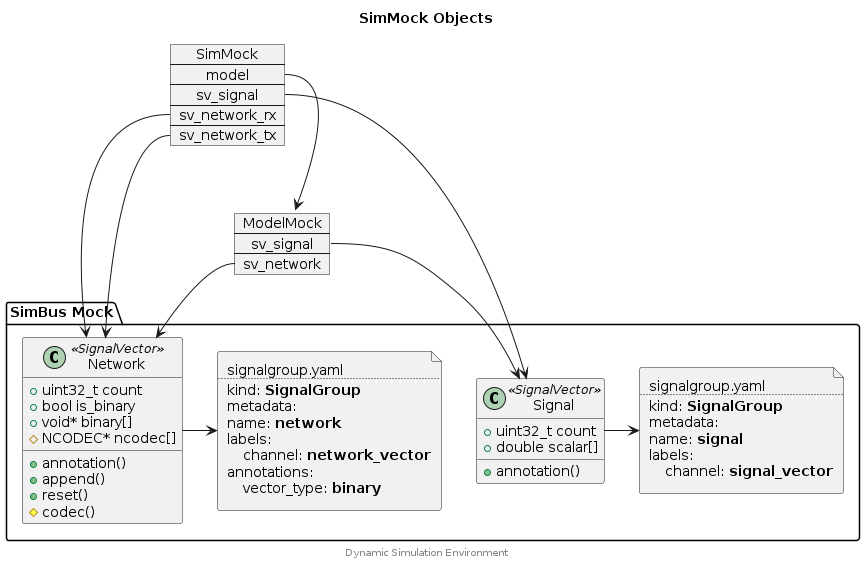 SimMock Objects
SimMock
model
sv_signal
sv_network_rx
sv_network_tx
ModelMock
sv_signal
sv_network
SimBus Mock
C
«SignalVector»
Network
uint32_t count
bool is_binary
void* binary[]
NCODEC* ncodec[]
annotation()
append()
reset()
codec()
signalgroup.yaml
kind: SignalGroup
metadata:
name: network
labels:
channel: network_vector
annotations:
vector_type: binary
C
«SignalVector»
Signal
uint32_t count
double scalar[]
annotation()
signalgroup.yaml
kind: SignalGroup
metadata:
name: signal
labels:
channel: signal_vector
Dynamic Simulation Environment